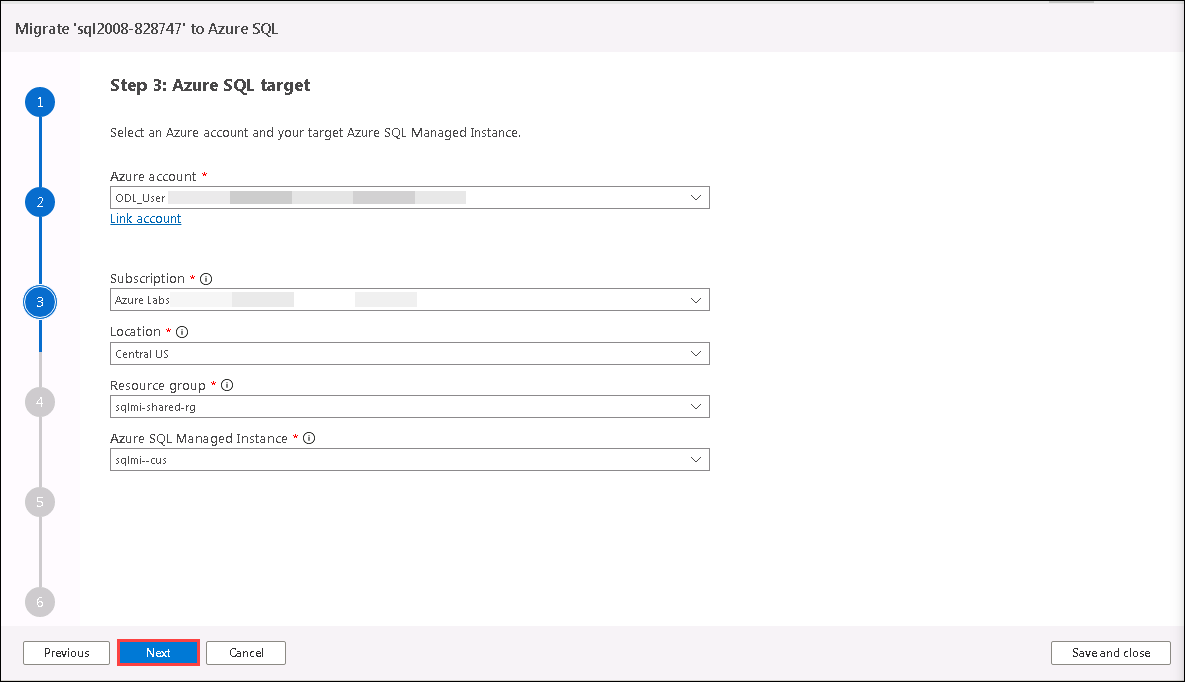 Migrate 'sql2008-828747' to Azure SQL
1
Step 3: Azure SQL target
Select an Azure account and your target Azure SQL Managed Instance.
Azure account *
2
ODL_User
Link account
Subscription *
3
Azure Labs
Location *
Central US
Resource group *
4
sqlmi-shared-rg
Azure SQL Managed Instance *
sqlmi--cus
5
6
Previous
Next
Cancel
Save and close